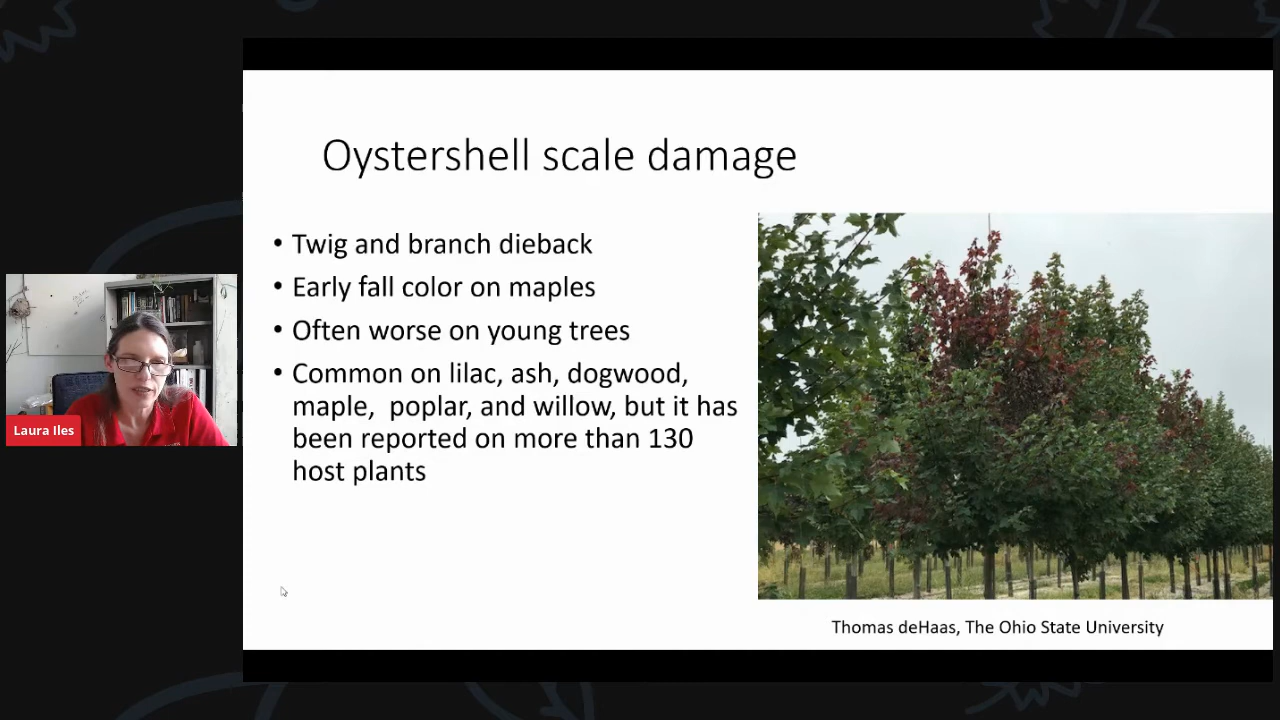 Oystershell scale damage
• Twig and branch dieback
• Early fall color on maples
• Often worse on young trees
• Common on lilac, ash, dogwood,
maple,  poplar, and willow, but it has
been reported on more than 130
host plants
Laura Iles
Thomas deHaas, The Ohio State University